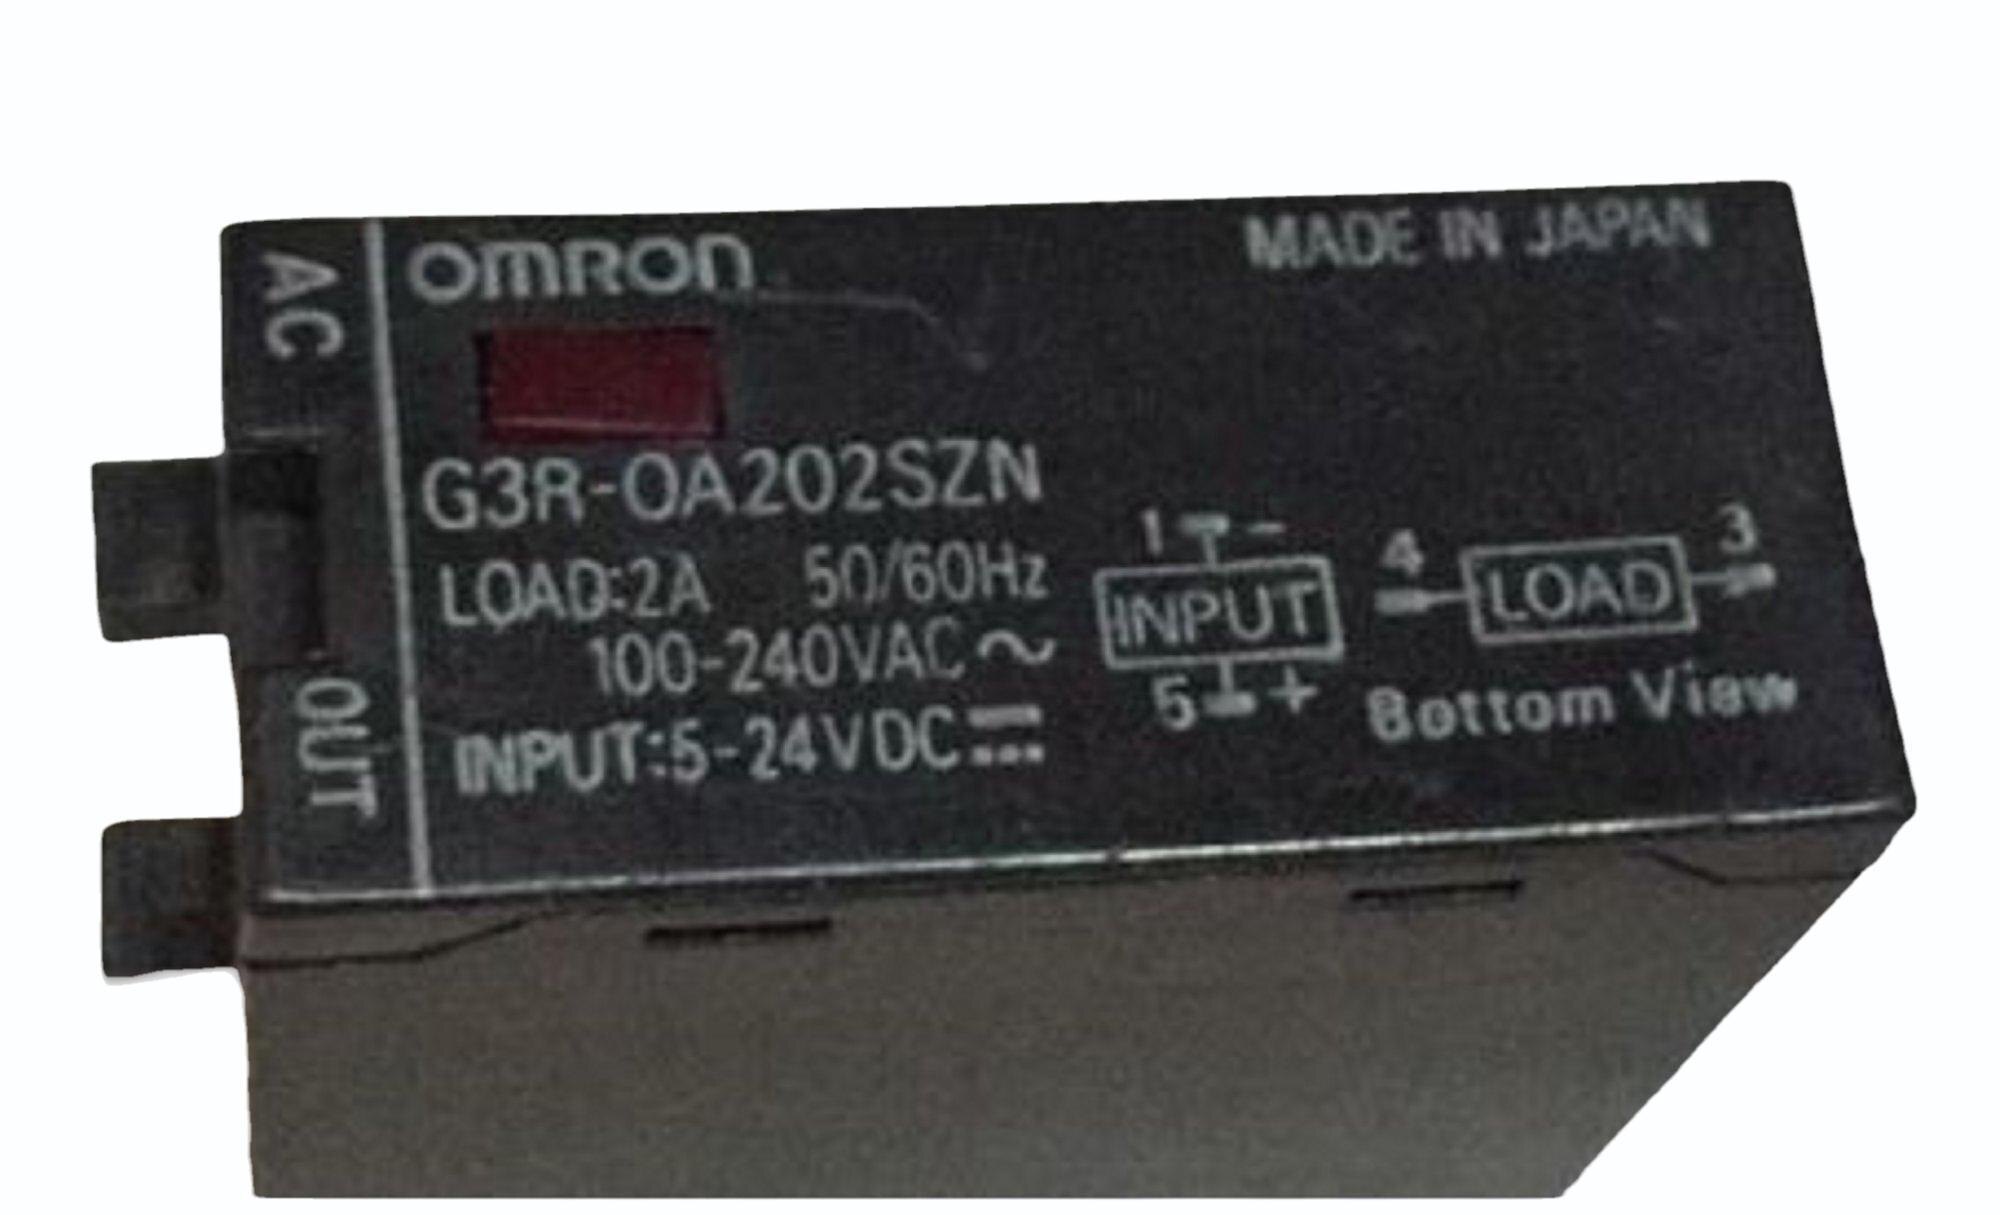 AC
OUT
OMRON
MADE IN JAPAN
G3R-OA202SZN
LOAD:2A 50/60Hz
100-240VAC~
INPUT:5-24VDC⎓
1 -
INPUT
5 +
4 LOAD 3
Bottom View